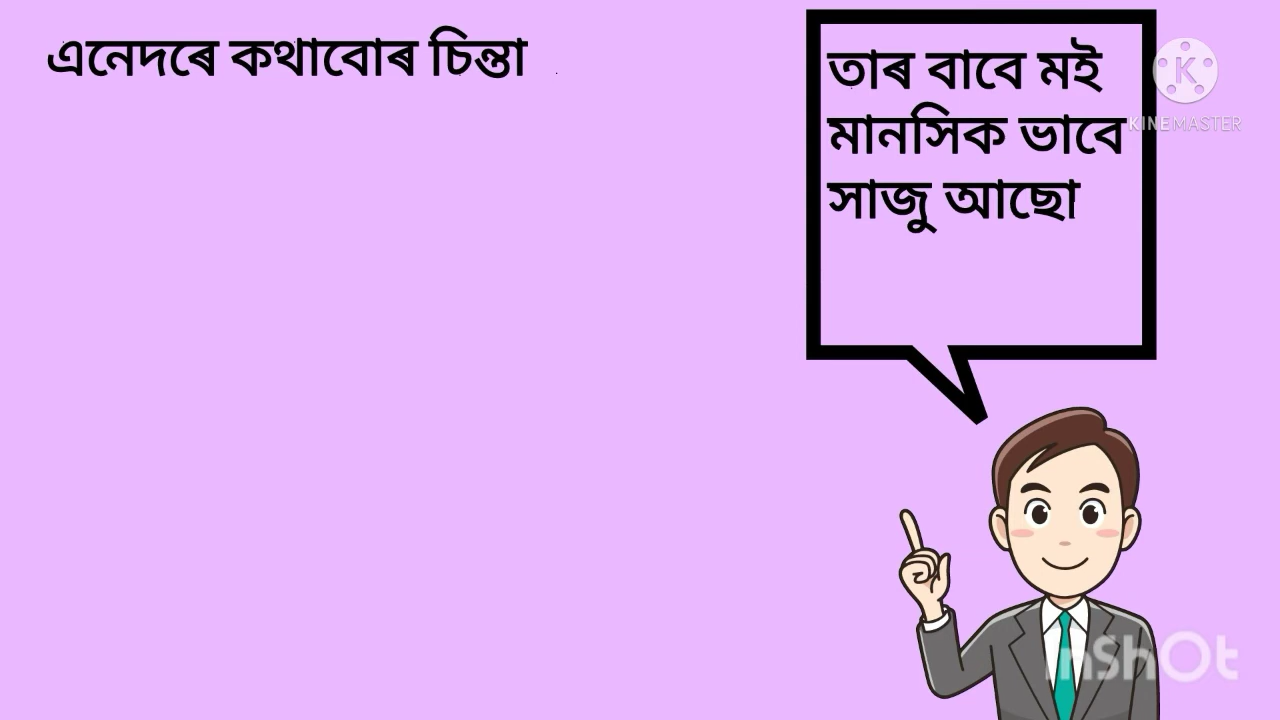 এনেদৰে কথাবোৰ চিন্তা
তাৰ বাবে মই
মানসিক ভাবে
সাজু আছো
KINEMASTER
inshOt